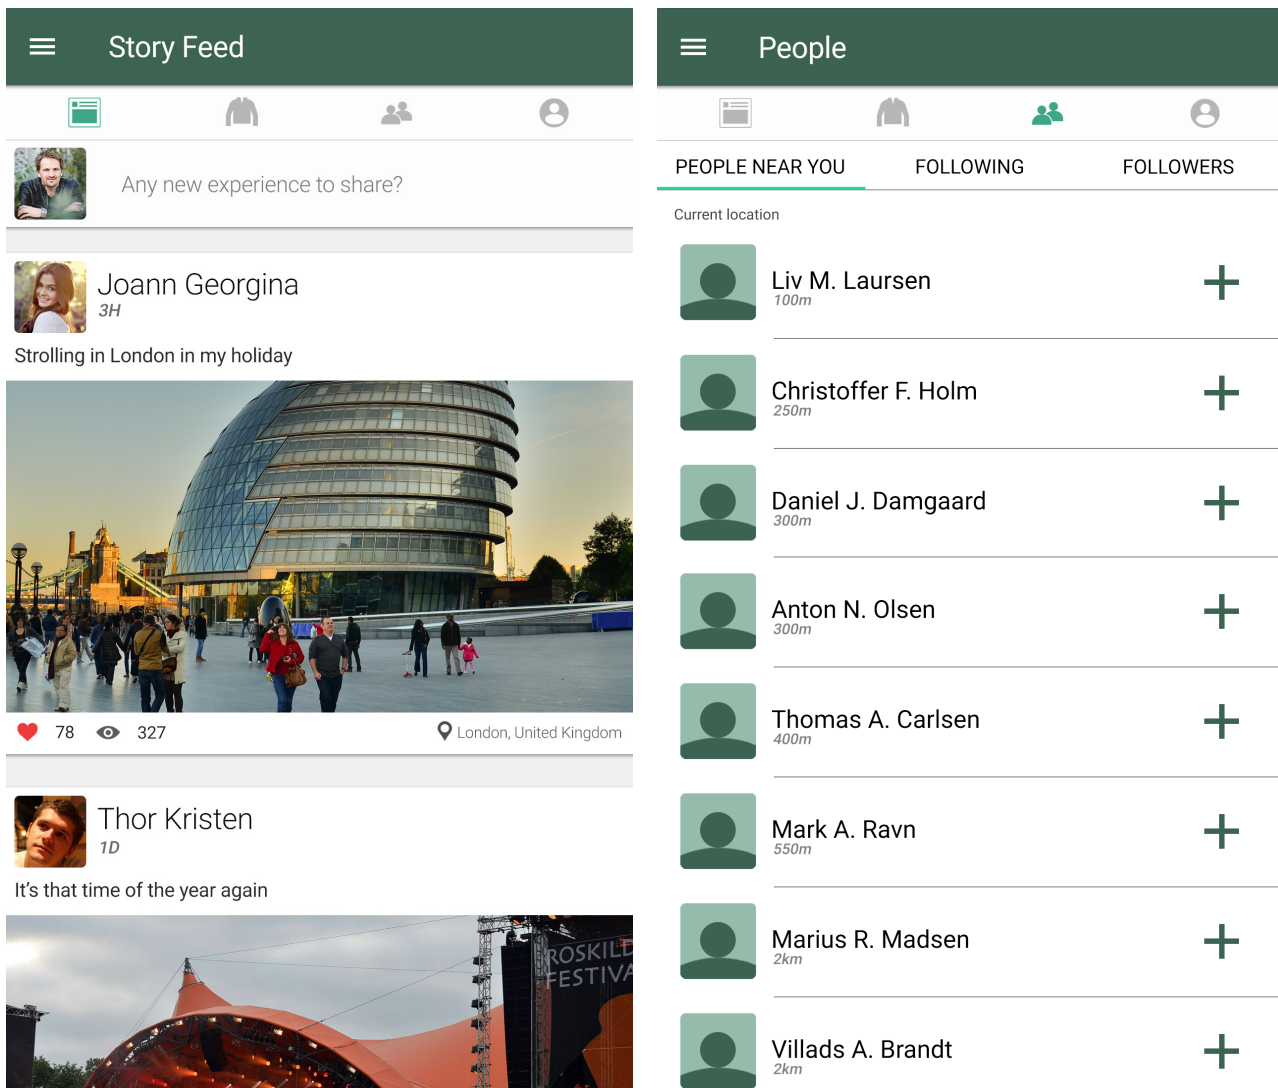 Story Feed
Any new experience to share?
Joann Georgina
3H
Strolling in London in my holiday
78
327
London, United Kingdom
Thor Kristen
1D
It's that time of the year again
ROSKILD
FESTIVA
People
PEOPLE NEAR YOU
FOLLOWING
FOLLOWERS
Current location
Liv M. Laursen
100m
Christoffer F. Holm
250m
Daniel J. Damgaard
300m
Anton N. Olsen
300m
Thomas A. Carlsen
400m
Mark A. Ravn
550m
Marius R. Madsen
2km
Villads A. Brandt
2km